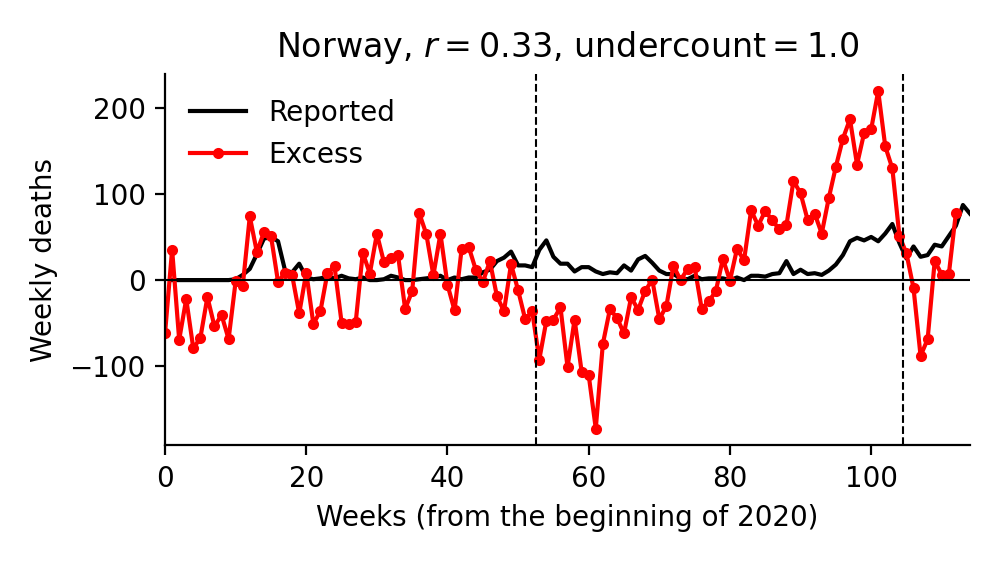 Norway, r = 0.33, undercount = 1.0
Reported
Excess
Weekly deaths
200
100
0
−100
0 20 40 60 80 100
Weeks (from the beginning of 2020)